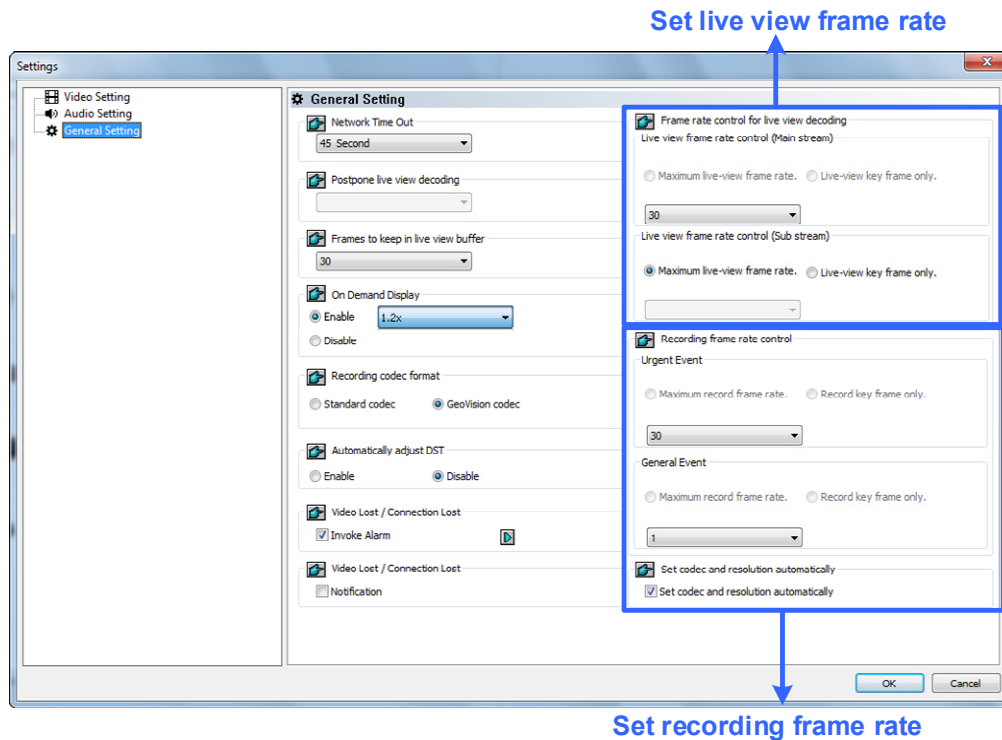 Set live view frame rate
Settings
Video Setting
Audio Setting
General Setting
General Setting
Network Time Out
45 Second
Postpone live view decoding
Frames to keep in live view buffer
30
On Demand Display
Enable
1.2x
Disable
Recording codec format
Standard codec
GeoVision codec
Automatically adjust DST
Enable
Disable
Video Lost / Connection Lost
Invoke Alarm
Video Lost / Connection Lost
Notification
Frame rate control for live view decoding
Live view frame rate control (Main stream)
Maximum live-view frame rate.
Live-view key frame only.
30
Live view frame rate control (Sub stream)
Maximum live-view frame rate.
Live-view key frame only.
Recording frame rate control
Urgent Event
Maximum record frame rate.
Record key frame only.
30
General Event
Maximum record frame rate.
Record key frame only.
1
Set codec and resolution automatically
Set codec and resolution automatically
OK
Cancel
Set recording frame rate